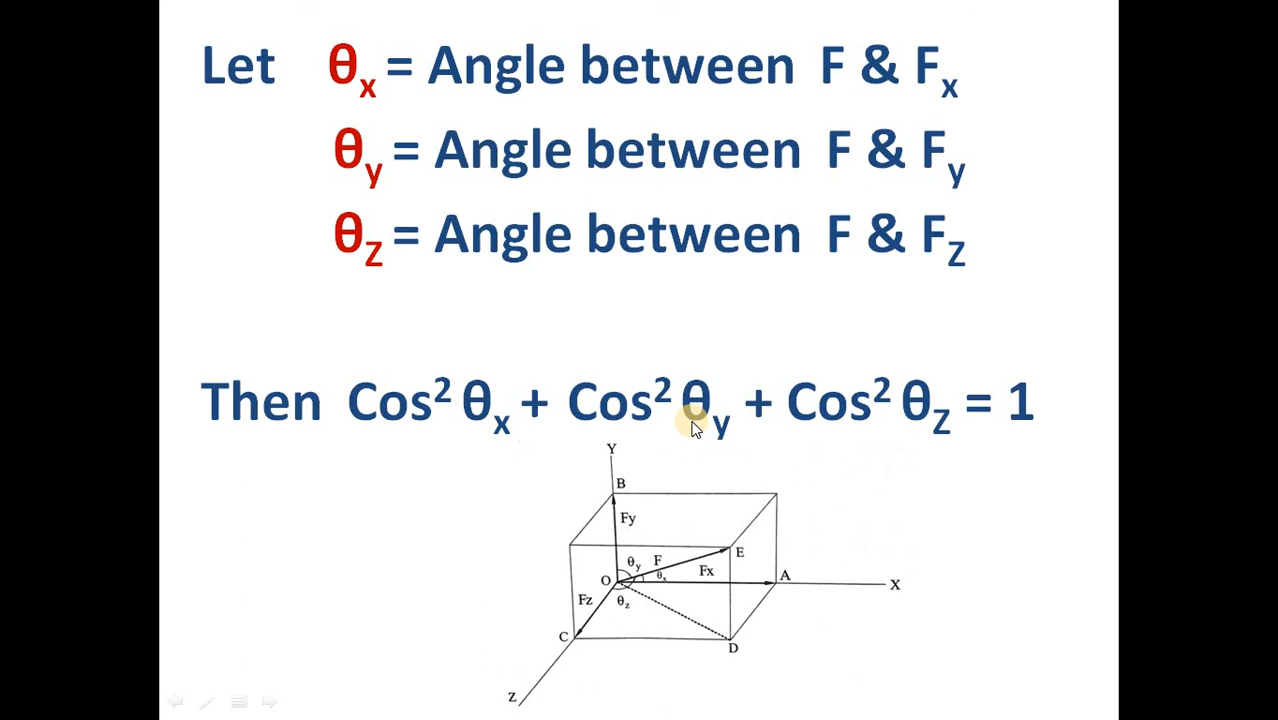 Let θx = Angle between F & Fx
θy = Angle between F & Fy
θZ = Angle between F & FZ
Then Cos² θx + Cos² θy + Cos² θZ = 1
Y
B
Fy
E
θy F
θx Fx
O A
X
Fz θz
C
D
Z